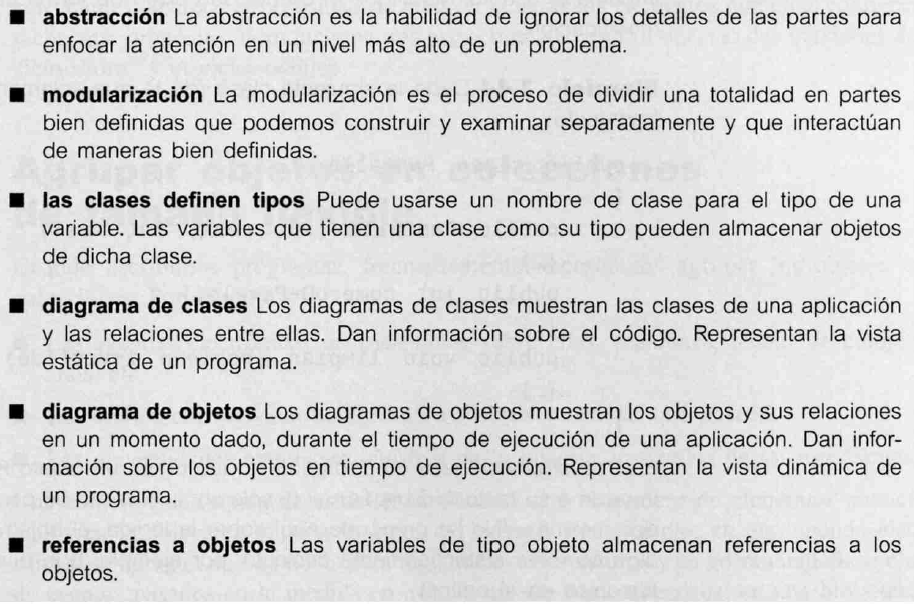 ■ abstracción La abstracción es la habilidad de ignorar los detalles de las partes para
enfocar la atención en un nivel más alto de un problema.
■ modularización La modularización es el proceso de dividir una totalidad en partes
bien definidas que podemos construir y examinar separadamente y que interactúan
de maneras bien definidas.
■ las clases definen tipos Puede usarse un nombre de clase para el tipo de una
variable. Las variables que tienen una clase como su tipo pueden almacenar objetos
de dicha clase.
■ diagrama de clases Los diagramas de clases muestran las clases de una aplicación
y las relaciones entre ellas. Dan información sobre el código. Representan la vista
estática de un programa.
■ diagrama de objetos Los diagramas de objetos muestran los objetos y sus relaciones
en un momento dado, durante el tiempo de ejecución de una aplicación. Dan infor-
mación sobre los objetos en tiempo de ejecución. Representan la vista dinámica de
un programa.
■ referencias a objetos Las variables de tipo objeto almacenan referencias a los
objetos.